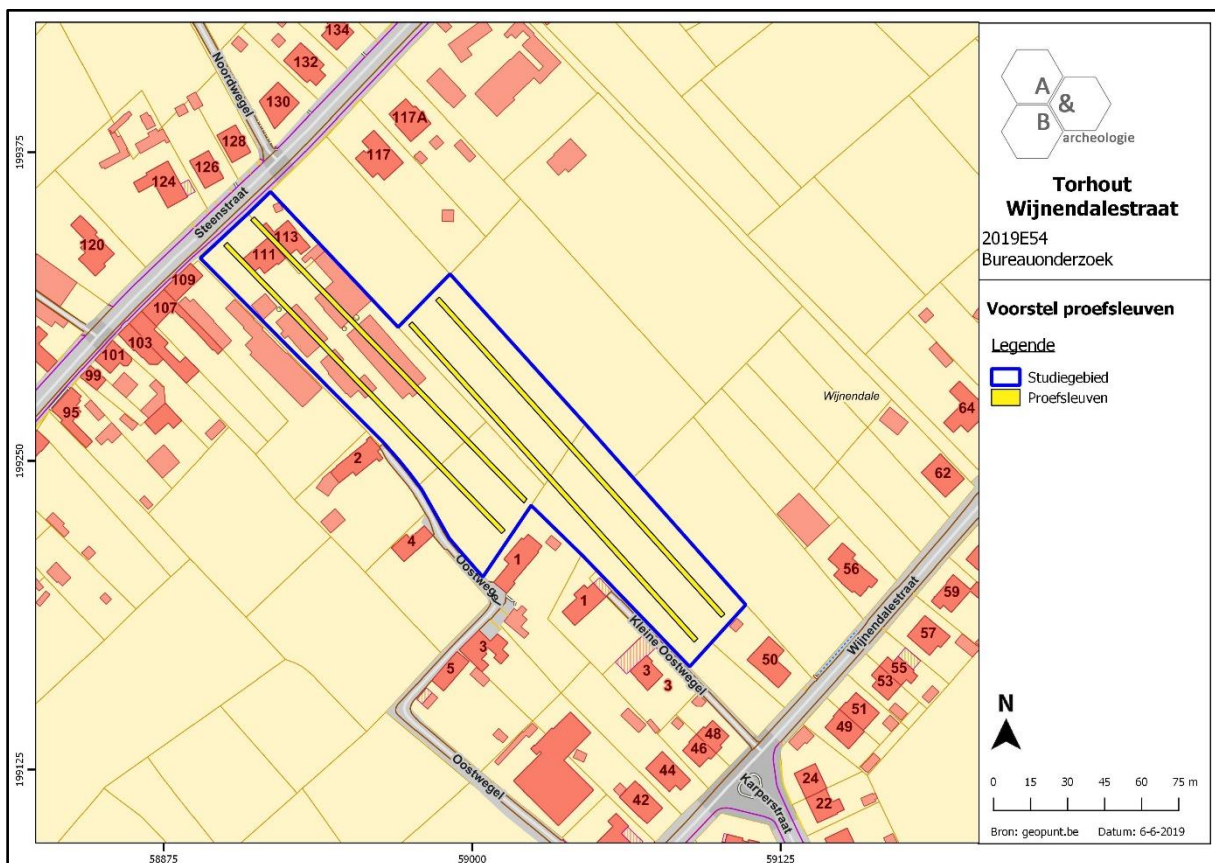 134
132
Noordwegel
130
117A
128
117
126
124
199375
Steenstraat
120
113
111
109
107
103
101
99
95
Wijnendale
64
62
199250
2
4
Oostwegel
1
1
56
59
Wijnendalestraat
57
Kleine Oostwegel
50
55
53
3
5
3
3
51
49
48
46
44
42
Oostwegel
24
22
Karperstraat
199125
58875
59000
59125
A
&
B
archeologie
Torhout
Wijnendalestraat
2019E54
Bureauonderzoek
Voorstel proefsleuven
Legende
Studiegebied
Proefsleuven
N
0 15 30 45 60 75 m
Bron: geopunt.be Datum: 6-6-2019